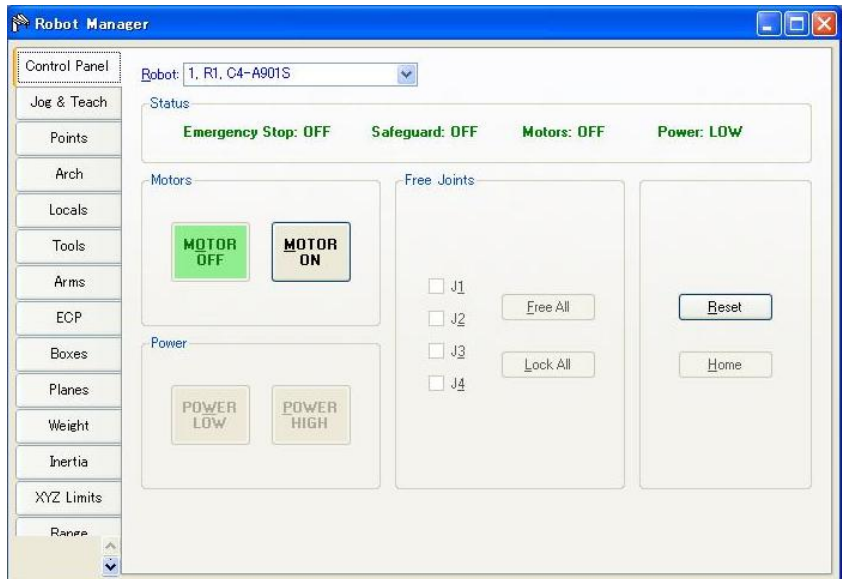 Robot Manager
Control Panel
Jog & Teach
Points
Arch
Locals
Tools
Arms
ECP
Boxes
Planes
Weight
Inertia
XYZ Limits
Range
Robot: 1, R1, C4-A901S
Status
Emergency Stop: OFF Safeguard: OFF Motors: OFF Power: LOW
Motors
MOTOR OFF
MOTOR ON
Power
POWER LOW
POWER HIGH
Free Joints
J1
J2
J3
J4
Free All
Lock All
Reset
Home